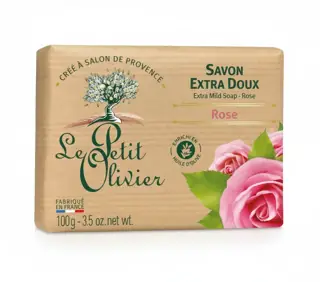 CRÉÉ À SALON DE PROVENCE
Le Petit
Olivier
FABRIQUÉ
EN FRANCE
100g - 3.5 oz. net wt.
SAVON
EXTRA DOUX
Extra Mild Soap - Rose
Rose
ENRICHI EN
HUILE D'OLIVE